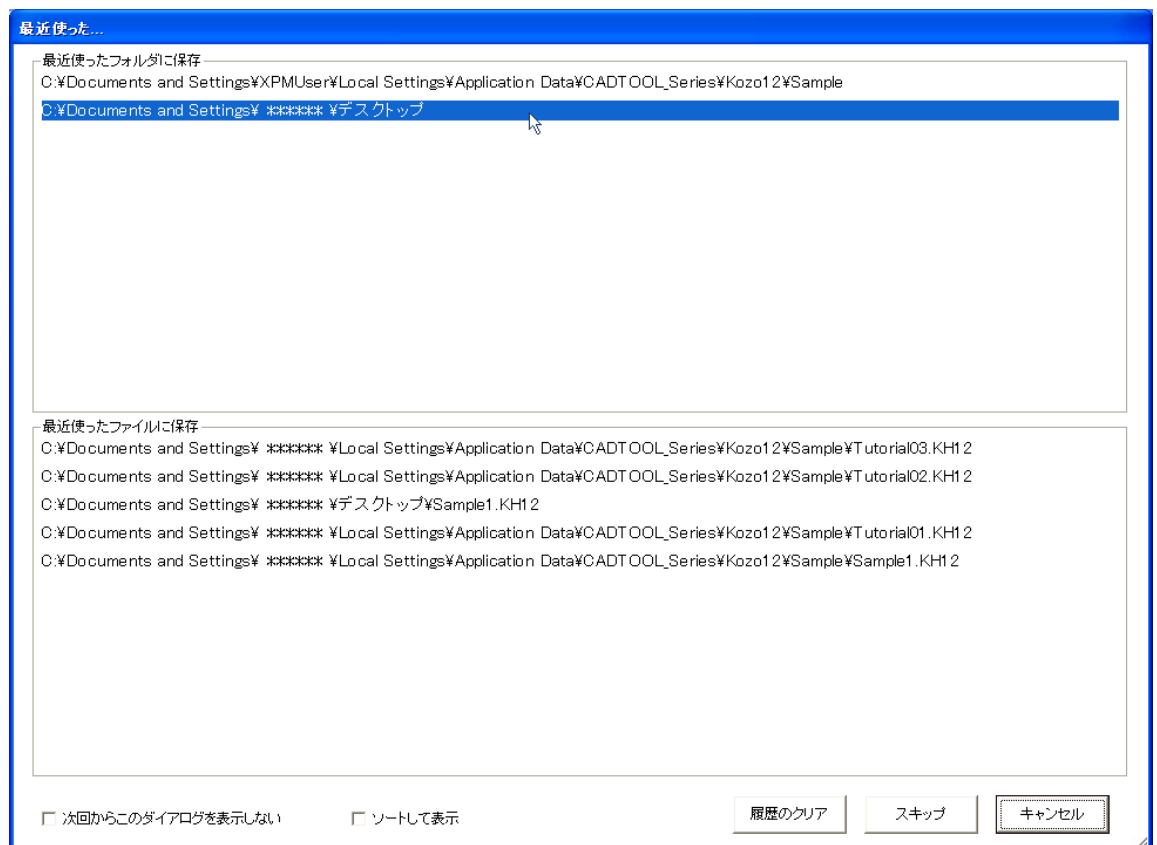 最近使った...
最近使ったフォルダに保存
C:¥Documents and Settings¥XPMUser¥Local Settings¥Application Data¥CADTOOL_Series¥Kozo12¥Sample
C:¥Documents and Settings¥ ****** ¥デスクトップ
最近使ったファイルに保存
C:¥Documents and Settings¥ ****** ¥Local Settings¥Application Data¥CADTOOL_Series¥Kozo12¥Sample¥Tutorial03.KH12
C:¥Documents and Settings¥ ****** ¥Local Settings¥Application Data¥CADTOOL_Series¥Kozo12¥Sample¥Tutorial02.KH12
C:¥Documents and Settings¥ ****** ¥デスクトップ¥Sample1.KH12
C:¥Documents and Settings¥ ****** ¥Local Settings¥Application Data¥CADTOOL_Series¥Kozo12¥Sample¥Tutorial01.KH12
C:¥Documents and Settings¥ ****** ¥Local Settings¥Application Data¥CADTOOL_Series¥Kozo12¥Sample¥Sample1.KH12
次回からこのダイアログを表示しない ソートして表示 履歴のクリア スキップ キャンセル